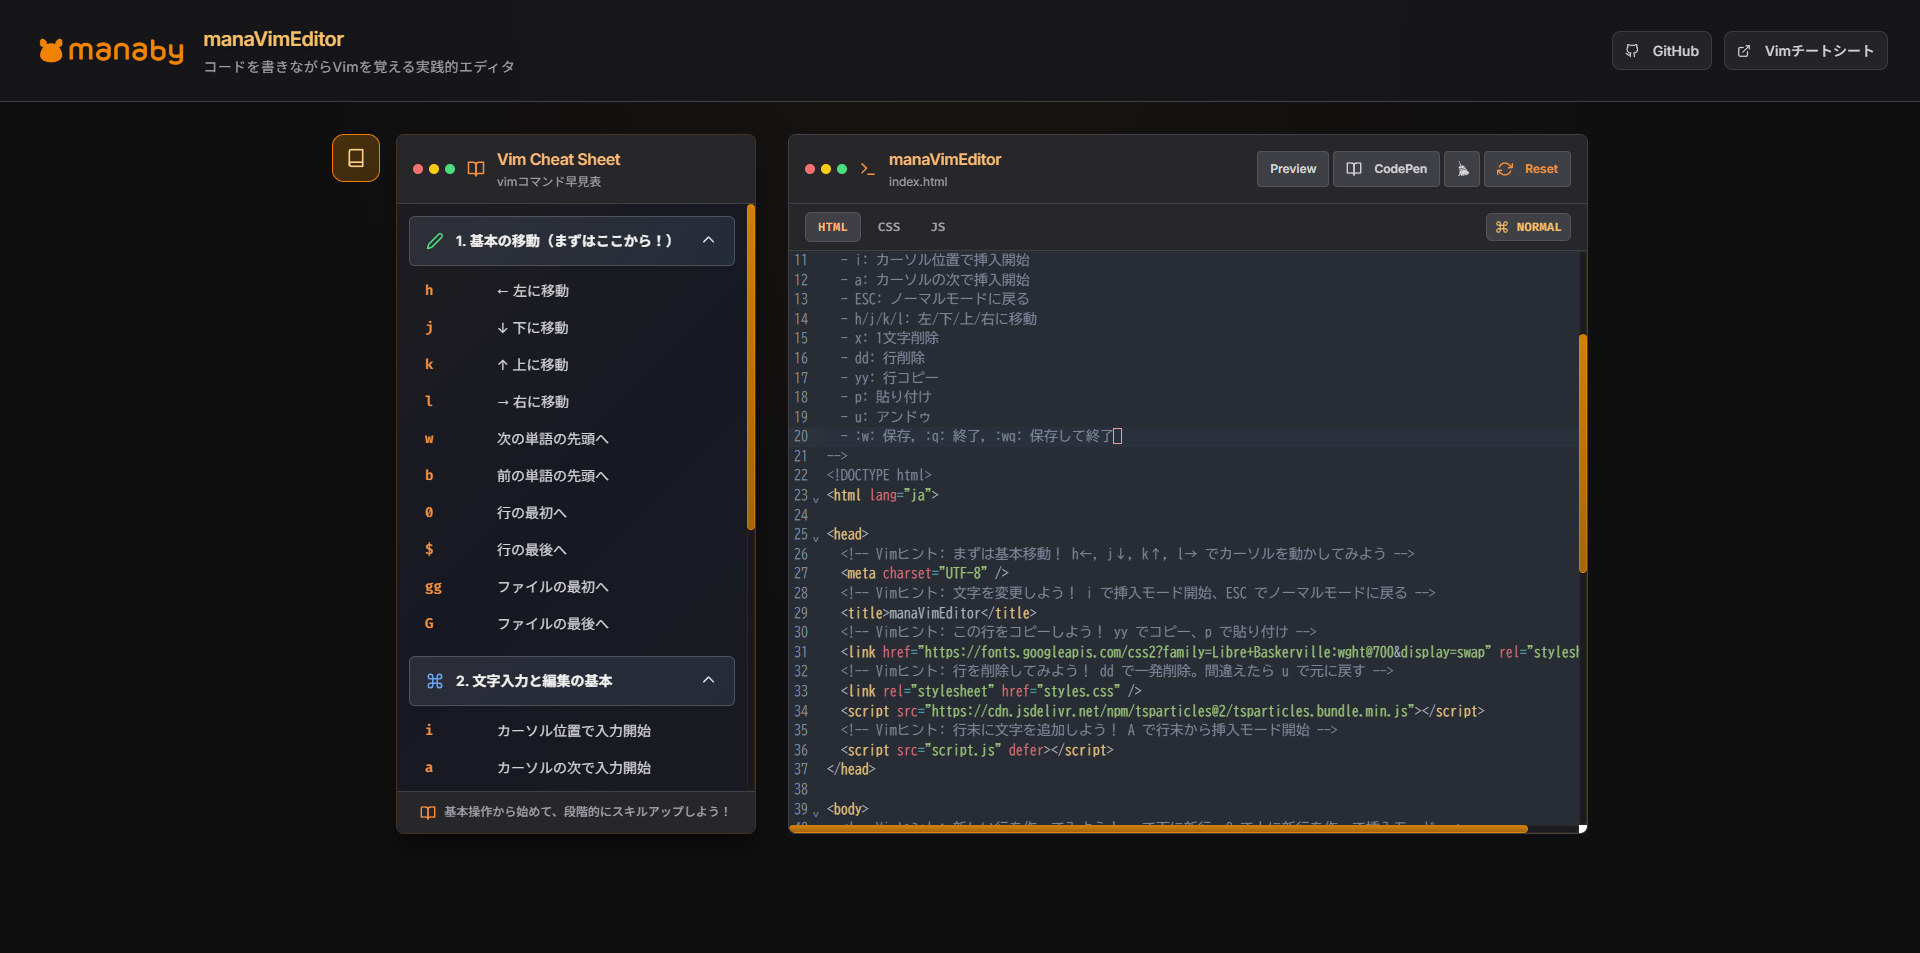 manaby
manaVimEditor
コードを書きながらVimを覚える実践的エディタ
GitHub
Vimチートシート
Vim Cheat Sheet
vimコマンド早見表
1. 基本の移動（まずはここから！）
h ← 左に移動
j ↓ 下に移動
k ↑ 上に移動
l → 右に移動
w 次の単語の先頭へ
b 前の単語の先頭へ
0 行の最初へ
$ 行の最後へ
gg ファイルの最初へ
G ファイルの最後へ
2. 文字入力と編集の基本
i カーソル位置で入力開始
a カーソルの次で入力開始
基本操作から始めて、段階的にスキルアップしよう！
manaVimEditor
index.html
Preview
CodePen
Reset
HTML CSS JS
NORMAL
11 - i: カーソル位置で挿入開始
12 - a: カーソルの次で挿入開始
13 - ESC: ノーマルモードに戻る
14 - h/j/k/l: 左/下/上/右に移動
15 - x: 1文字削除
16 - dd: 行削除
17 - yy: 行コピー
18 - p: 貼り付け
19 - u: アンドゥ
20 - :w: 保存, :q: 終了, :wq: 保存して終了
21 -->
22 <!DOCTYPE html>
23 <html lang="ja">
24
25 <head>
26 <!-- Vimヒント: まずは基本移動！ h←, j↓, k↑, l→ でカーソルを動かしてみよう -->
27 <meta charset="UTF-8" />
28 <!-- Vimヒント: 文字を変更しよう！ i で挿入モード開始、ESC でノーマルモードに戻る -->
29 <title>manaVimEditor</title>
30 <!-- Vimヒント: この行をコピーしよう！ yy でコピー、p で貼り付け -->
31 <link href="https://fonts.googleapis.com/css2?family=Libre+Baskerville:wght@700&display=swap" rel="stylesh
32 <!-- Vimヒント: 行を削除してみよう！ dd で一発削除。間違えたら u で元に戻す -->
33 <link rel="stylesheet" href="styles.css" />
34 <script src="https://cdn.jsdelivr.net/npm/tsparticles@2/tsparticles.bundle.min.js"></script>
35 <!-- Vimヒント: 行末に文字を追加しよう！ A で行末から挿入モード開始 -->
36 <script src="script.js" defer></script>
37 </head>
38
39 <body>